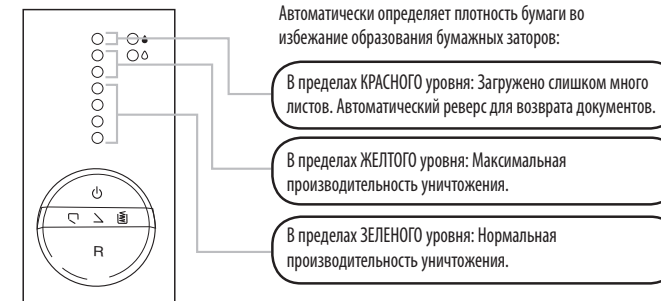 Автоматически определяет плотность бумаги во
избежание образования бумажных заторов:
В пределах КРАСНОГО уровня: Загружено слишком много
листов. Автоматический реверс для возврата документов.
В пределах ЖЕЛТОГО уровня: Максимальная
производительность уничтожения.
В пределах ЗЕЛЕНОГО уровня: Нормальная
производительность уничтожения.
R